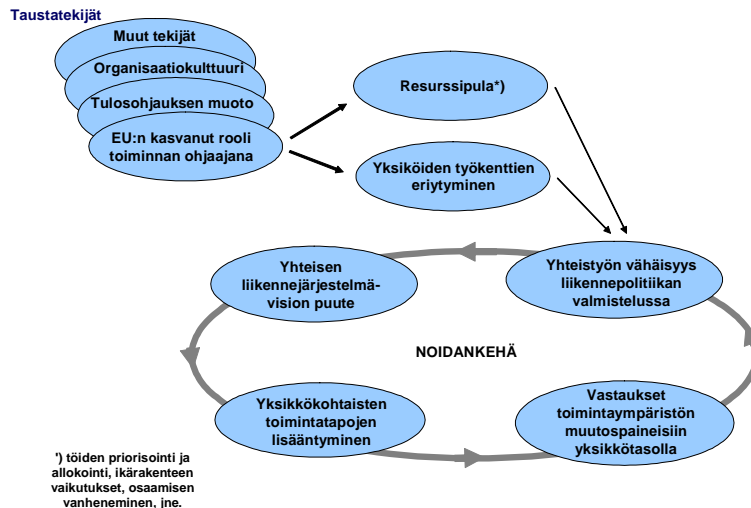 Taustatekijät
Muut tekijät
Organisaatiokulttuuri
Tulosohjauksen muoto
EU:n kasvanut rooli
toiminnan ohjaajana
Resurssipula*)
Yksiköiden työkenttien
eriytyminen
Yhteisen
liikennejärjestelmä-
vision puute
Yhteistyön vähäisyys
liikennepolitiikan
valmistelussa
NOIDANKEHÄ
Yksikkökohtaisten
toimintatapojen
lisääntyminen
Vastaukset
toimintaympäristön
muutospaineisiin
yksikkötasolla
') töiden priorisointi ja
allokointi, ikärakenteen
vaikutukset, osaamisen
vanheneminen, jne.